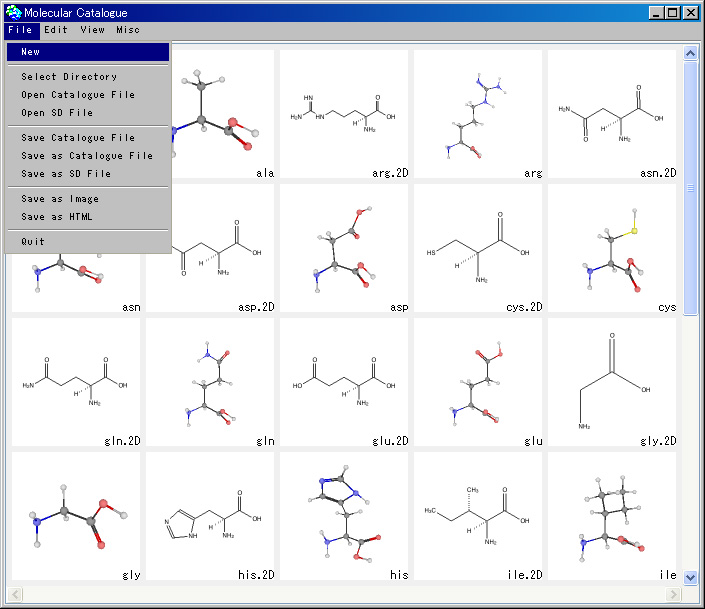 Molecular Catalogue
File Edit View Misc
New
Select Directory
Open Catalogue File
Open SD File
Save Catalogue File
Save as Catalogue File
Save as SD File
Save as Image
Save as HTML
Quit
ala
HN NH H₂N NH O OH H NH₂
arg.2D
arg
H₂N O O OH H NH₂
asn.2D
asn
O O OH H NH₂
asp.2D
asp
HS O OH H NH₂
cys.2D
cys
H₂N O O OH H NH₂
gln.2D
gln
HO O O OH H NH₂
glu.2D
glu
O OH NH₂
gly.2D
gly
N NH O OH H NH₂
his.2D
his
CH₃ H₃C O OH H NH₂
ile.2D
ile